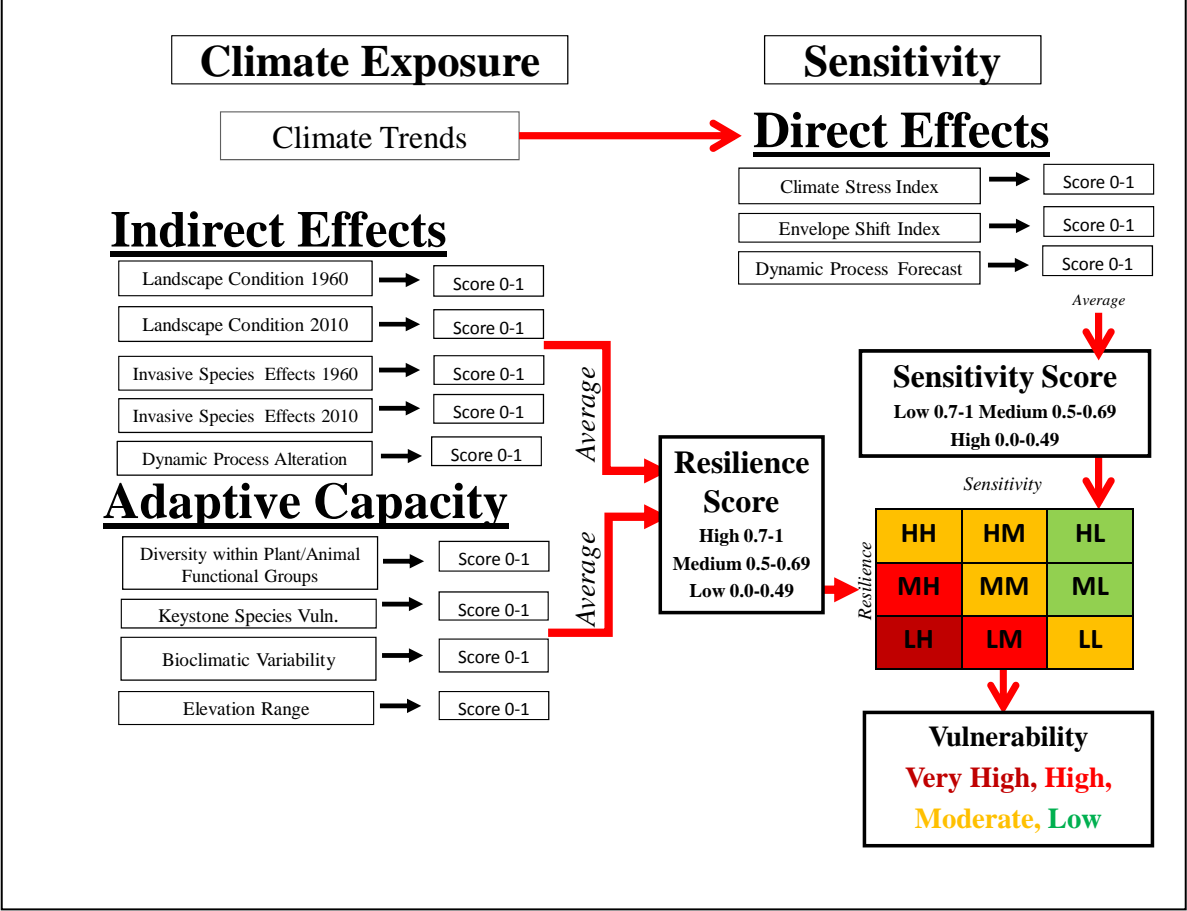 Climate Exposure
Sensitivity
Climate Trends
Direct Effects
Climate Stress Index
Score 0-1
Envelope Shift Index
Score 0-1
Dynamic Process Forecast
Score 0-1
Average
Indirect Effects
Landscape Condition 1960
Score 0-1
Landscape Condition 2010
Score 0-1
Invasive Species Effects 1960
Score 0-1
Invasive Species Effects 2010
Score 0-1
Dynamic Process Alteration
Score 0-1
Average
Adaptive Capacity
Diversity within Plant/Animal
Functional Groups
Score 0-1
Keystone Species Vuln.
Score 0-1
Bioclimatic Variability
Score 0-1
Elevation Range
Score 0-1
Average
Resilience
Score
High 0.7-1
Medium 0.5-0.69
Low 0.0-0.49
Sensitivity Score
Low 0.7-1 Medium 0.5-0.69
High 0.0-0.49
Sensitivity
Resilience
HH HM HL
MH MM ML
LH LM LL
Vulnerability
Very High, High,
Moderate, Low